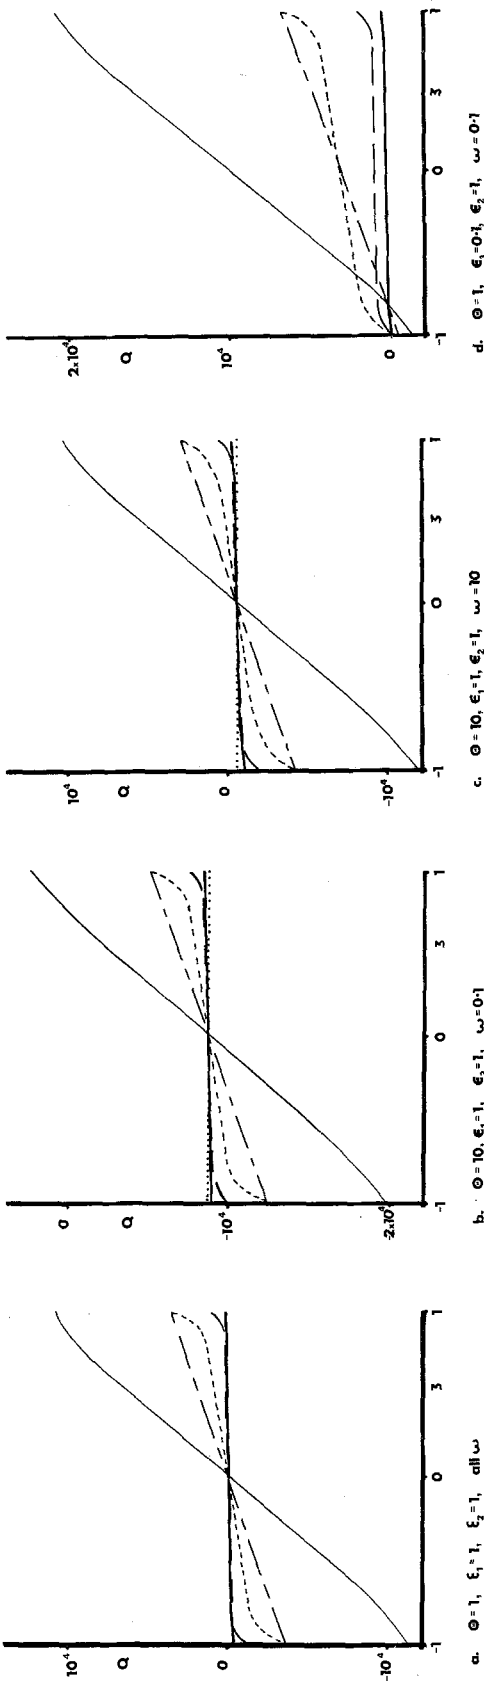 10⁴
Q
0
-10⁴
-1 0 3 1
a. Θ=1, ε₁=1, ε₂=1, all ω
0
Q
-10⁴
-2x10⁴
-1 0 3 1
b. Θ=10, ε₁=1, ε₂=1, ω=0·1
10⁴
Q
0
-10⁴
-1 0 3 1
c. Θ=10, ε₁=1, ε₂=1, ω=10
2x10⁴
Q
10⁴
0
-1 0 3 1
d. Θ=1, ε₁=0·1, ε₂=1, ω=0·1